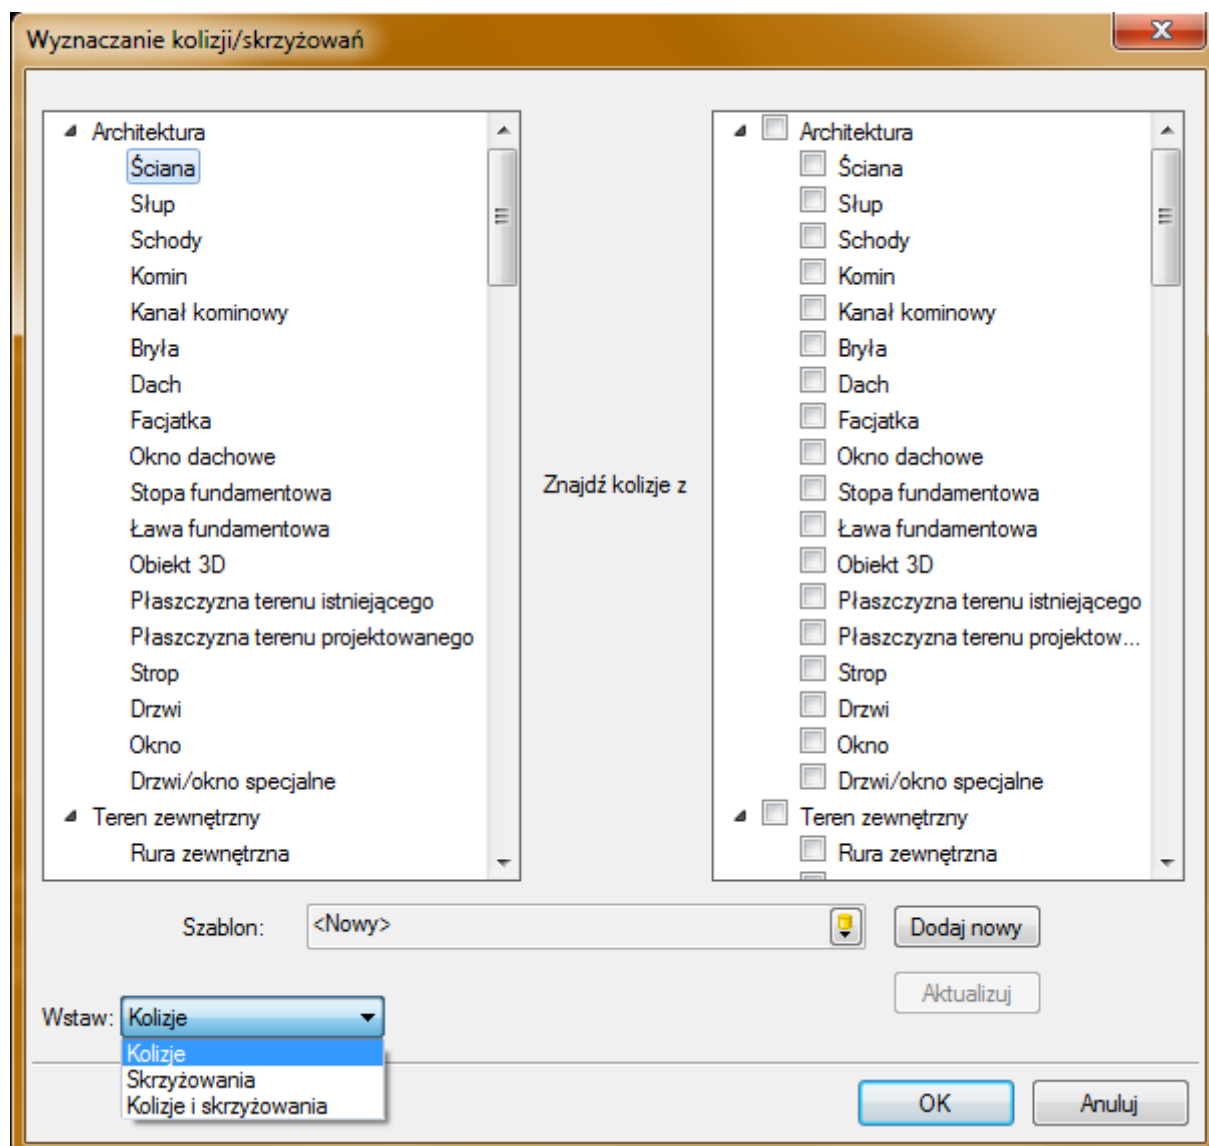 Wyznaczanie kolizji/skrzyżowań
Architektura
Ściana
Słup
Schody
Komin
Kanał kominowy
Bryła
Dach
Facjatka
Okno dachowe
Stopa fundamentowa
Ława fundamentowa
Obiekt 3D
Płaszczyzna terenu istniejącego
Płaszczyzna terenu projektowanego
Strop
Drzwi
Okno
Drzwi/okno specjalne
Teren zewnętrzny
Rura zewnętrzna
Znajdź kolizje z
Architektura
Ściana
Słup
Schody
Komin
Kanał kominowy
Bryła
Dach
Facjatka
Okno dachowe
Stopa fundamentowa
Ława fundamentowa
Obiekt 3D
Płaszczyzna terenu istniejącego
Płaszczyzna terenu projektow...
Strop
Drzwi
Okno
Drzwi/okno specjalne
Teren zewnętrzny
Rura zewnętrzna
Szablon: <Nowy> Dodaj nowy
Aktualizuj
Wstaw: Kolizje
Kolizje
Skrzyżowania
Kolizje i skrzyżowania
OK Anuluj